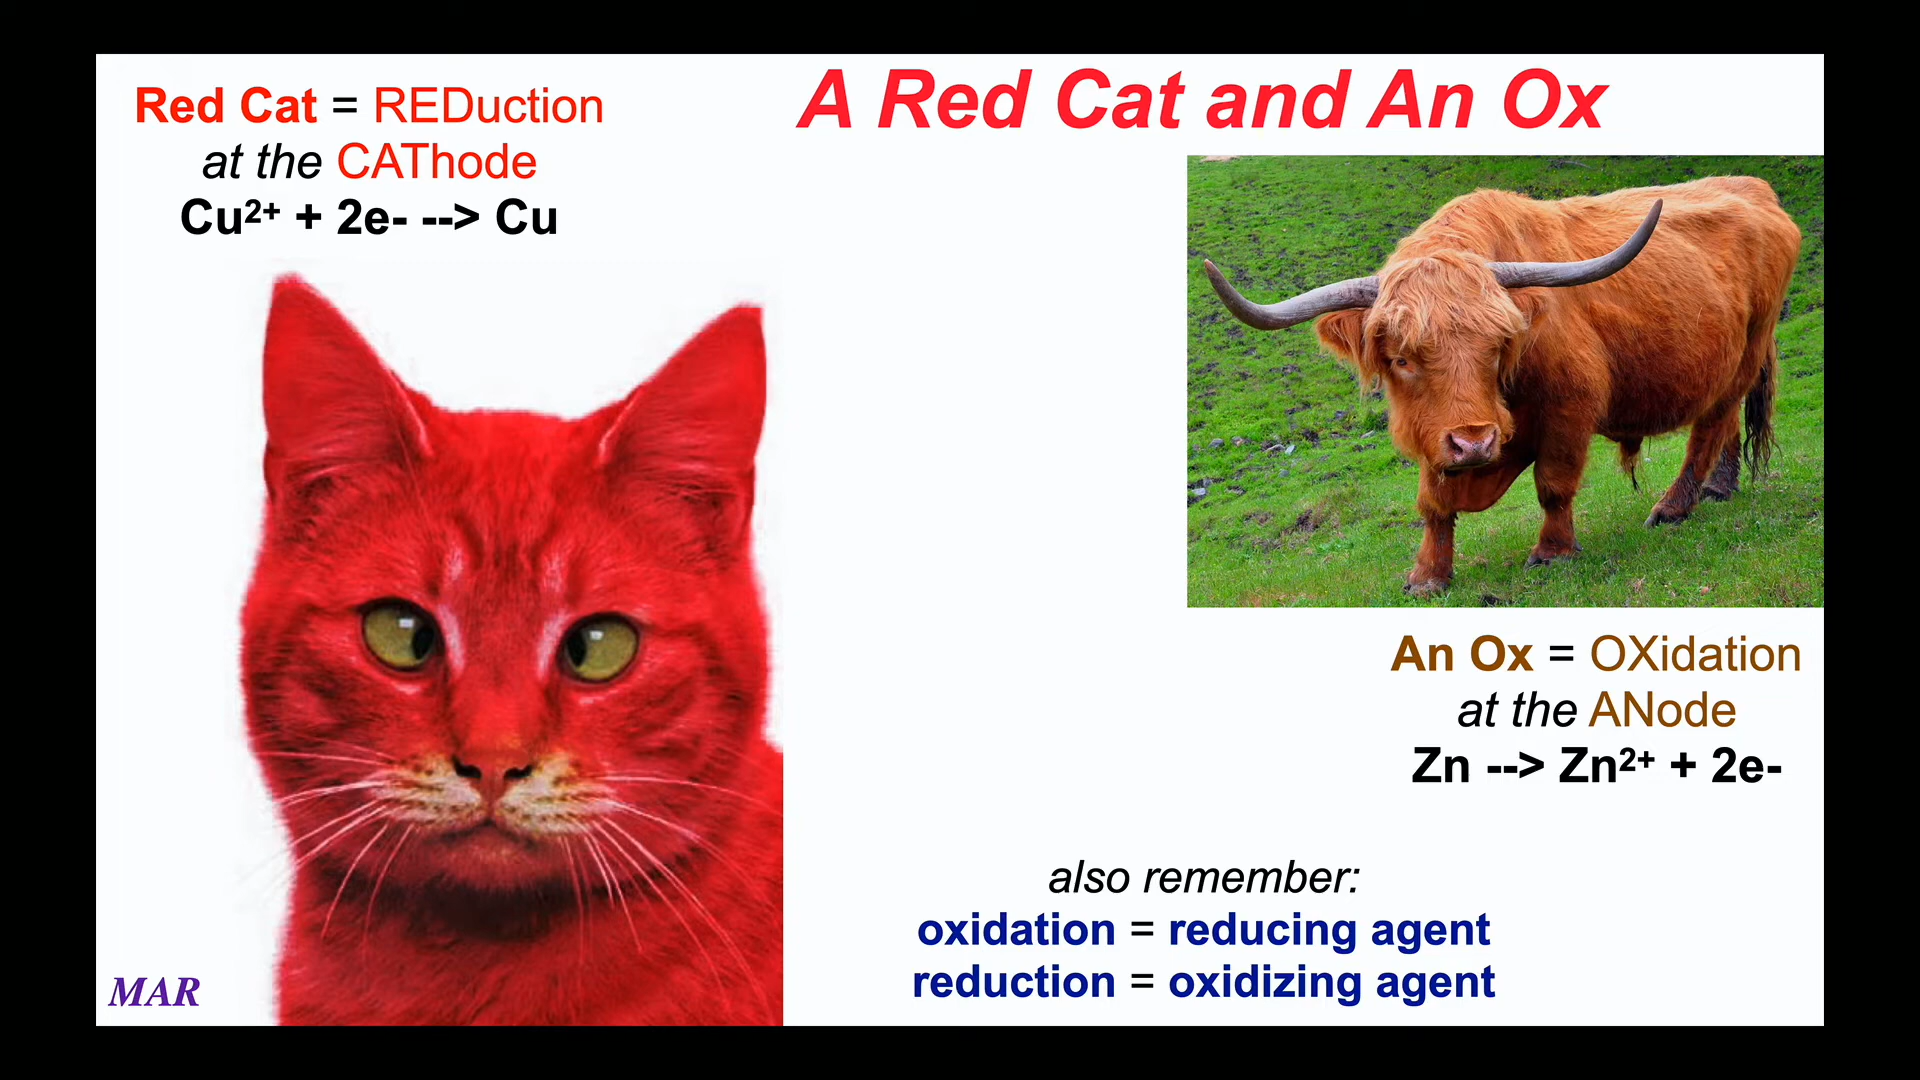 A Red Cat and An Ox
Red Cat = REDuction
at the CAThode
Cu²⁺ + 2e- --> Cu
An Ox = OXidation
at the ANode
Zn --> Zn²⁺ + 2e-
also remember:
oxidation = reducing agent
reduction = oxidizing agent
MAR